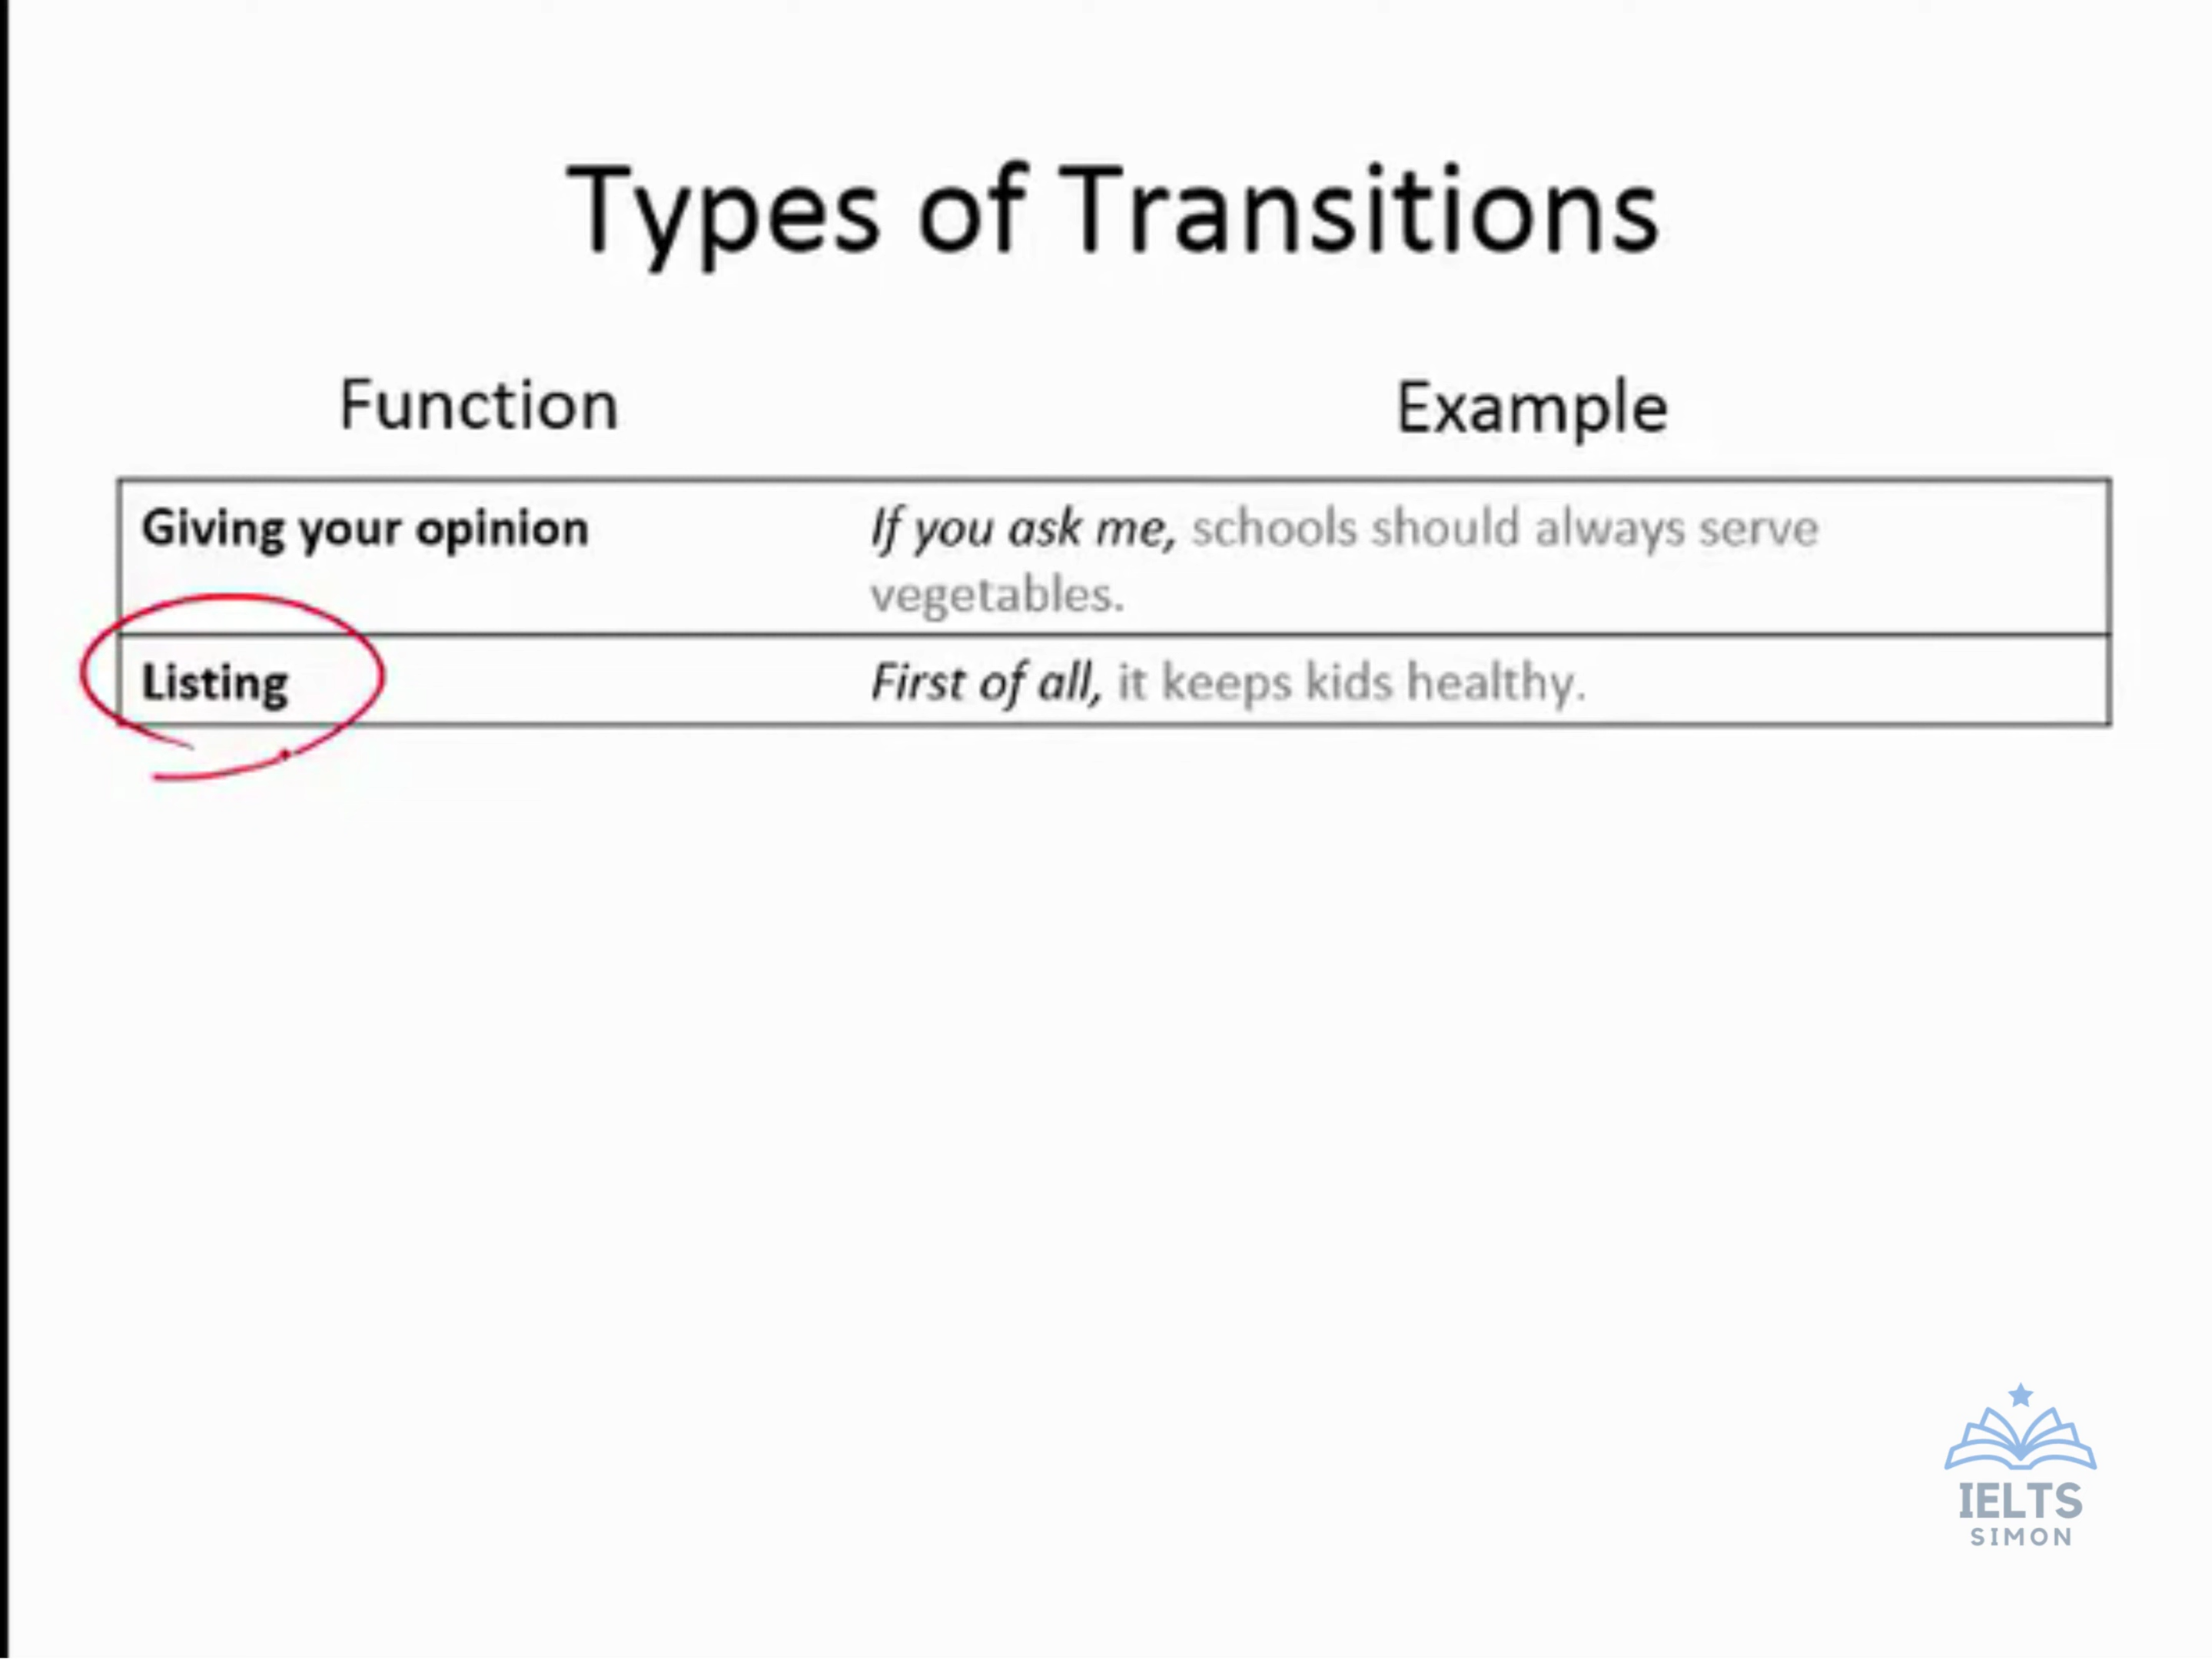 Types of Transitions
Function Example
Giving your opinion If you ask me, schools should always serve
vegetables.
Listing First of all, it keeps kids healthy.
IELTS
SIMON